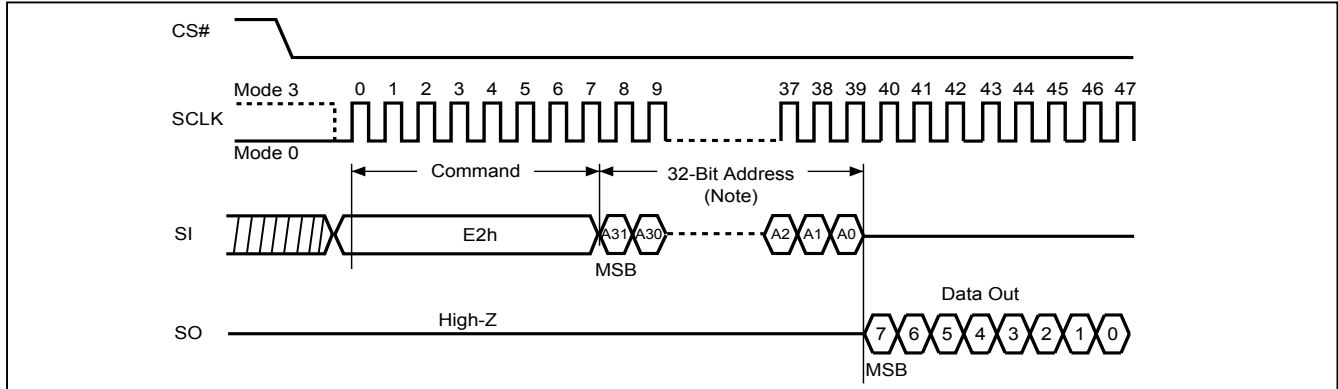 CS#
Mode 3 0 1 2 3 4 5 6 7 8 9 37 38 39 40 41 42 43 44 45 46 47
SCLK
Mode 0
Command 32-Bit Address
(Note)
SI E2h A31 A30 A2 A1 A0
MSB
Data Out
SO High-Z 7 6 5 4 3 2 1 0
MSB